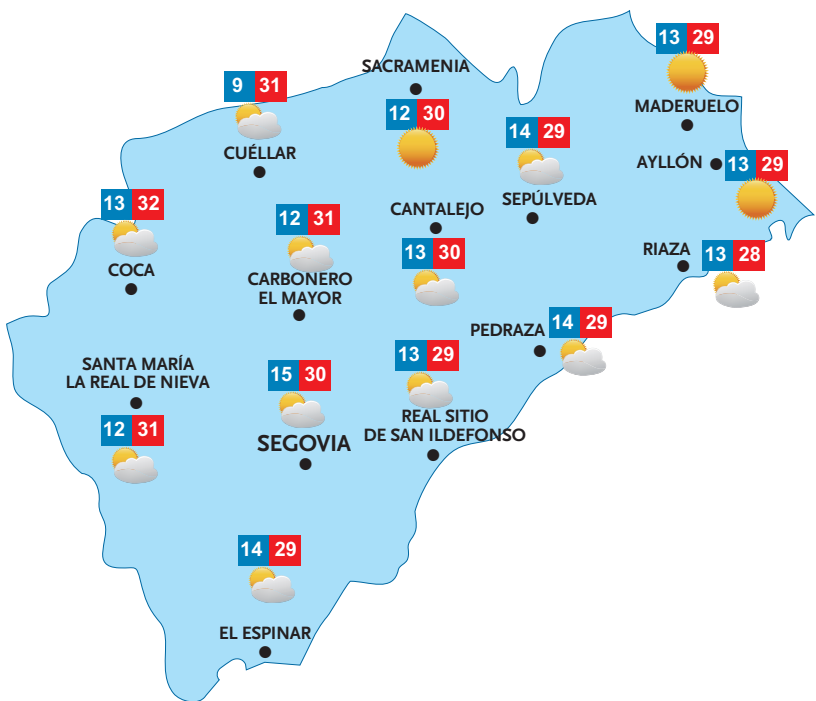 13 29
MADERUELO
SACRAMENIA
12 30
9 31
CUÉLLAR
14 29
SEPÚLVEDA
AYLLÓN
13 29
13 32
COCA
12 31
CARBONERO
EL MAYOR
CANTALEJO
13 30
RIAZA
13 28
PEDRAZA
14 29
SANTA MARÍA
LA REAL DE NIEVA
12 31
15 30
SEGOVIA
13 29
REAL SITIO
DE SAN ILDEFONSO
14 29
EL ESPINAR